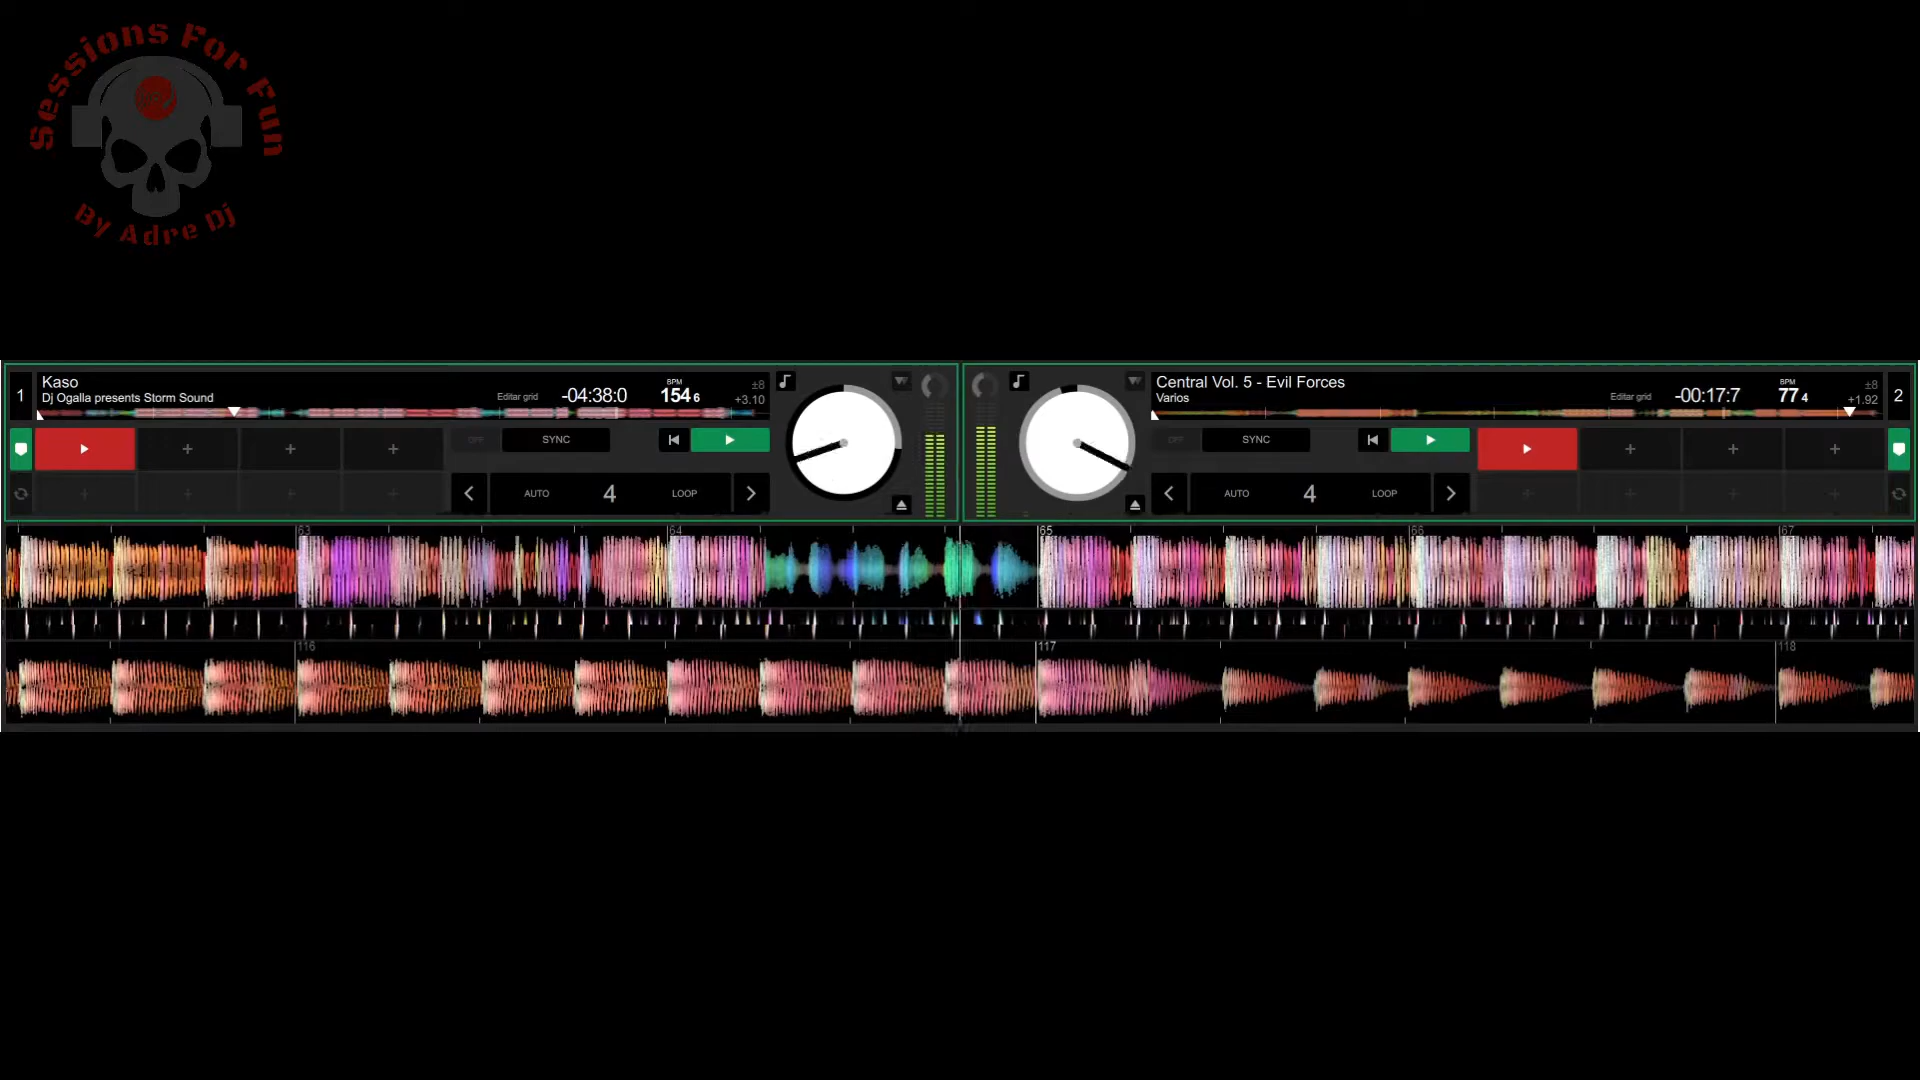 Sessions For Fun
By Adre Dj
1
Kaso
Dj Ogalla presents Storm Sound
Editar grid
-04:38:0
BPM
154 6
±8
+3.10
OFF
SYNC
AUTO
4
LOOP
Central Vol. 5 - Evil Forces
Varios
Editar grid
-00:17:7
BPM
77 4
±8
+1.92
2
OFF
SYNC
AUTO
4
LOOP
63
64
65
66
67
116
117
118